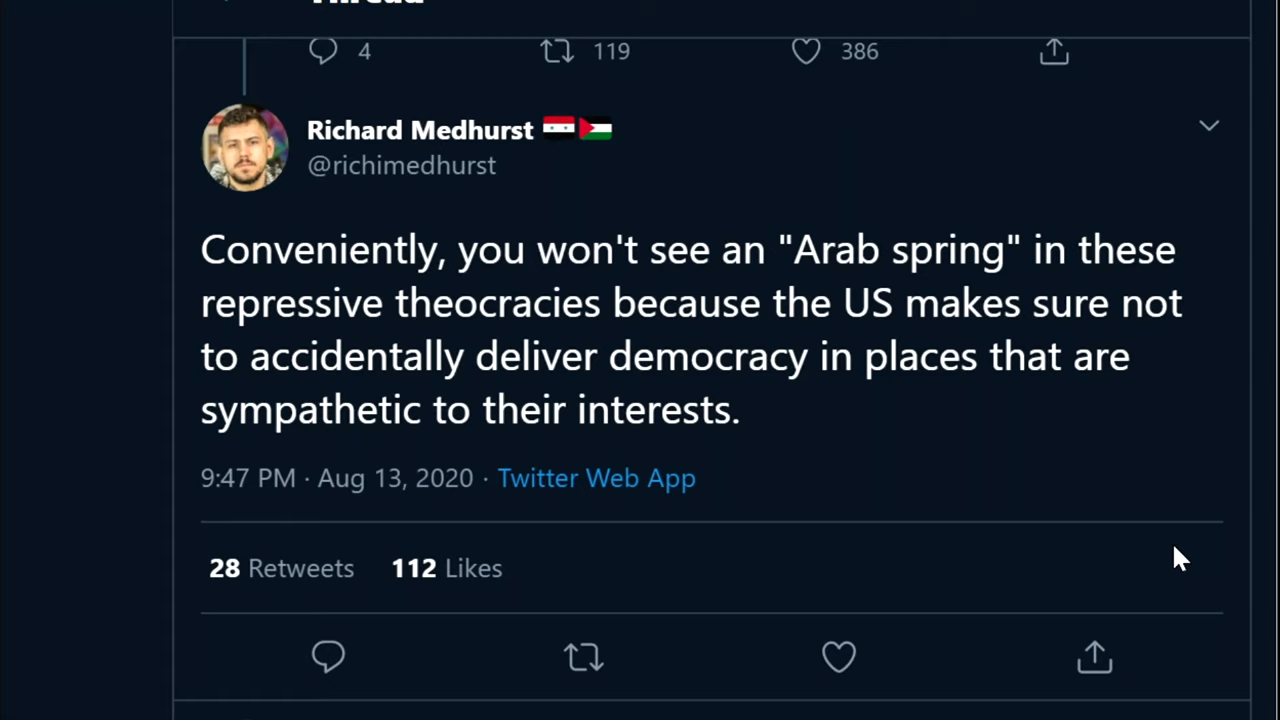 Thread
4 119 386
Richard Medhurst 🇸🇾🇵🇸
@richimedhurst
Conveniently, you won't see an "Arab spring" in these
repressive theocracies because the US makes sure not
to accidentally deliver democracy in places that are
sympathetic to their interests.
9:47 PM · Aug 13, 2020 · Twitter Web App
28 Retweets 112 Likes